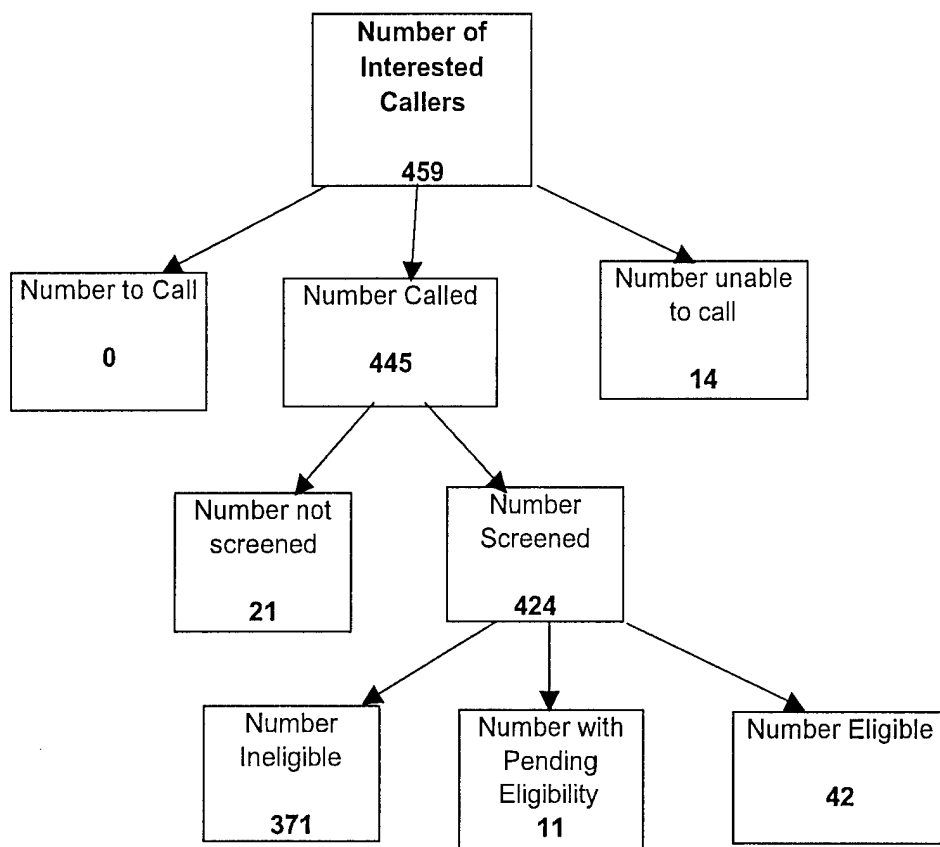 Number of
Interested
Callers
459
Number to Call
0
Number Called
445
Number unable
to call
14
Number not
screened
21
Number
Screened
424
Number
Ineligible
371
Number with
Pending
Eligibility
11
Number Eligible
42